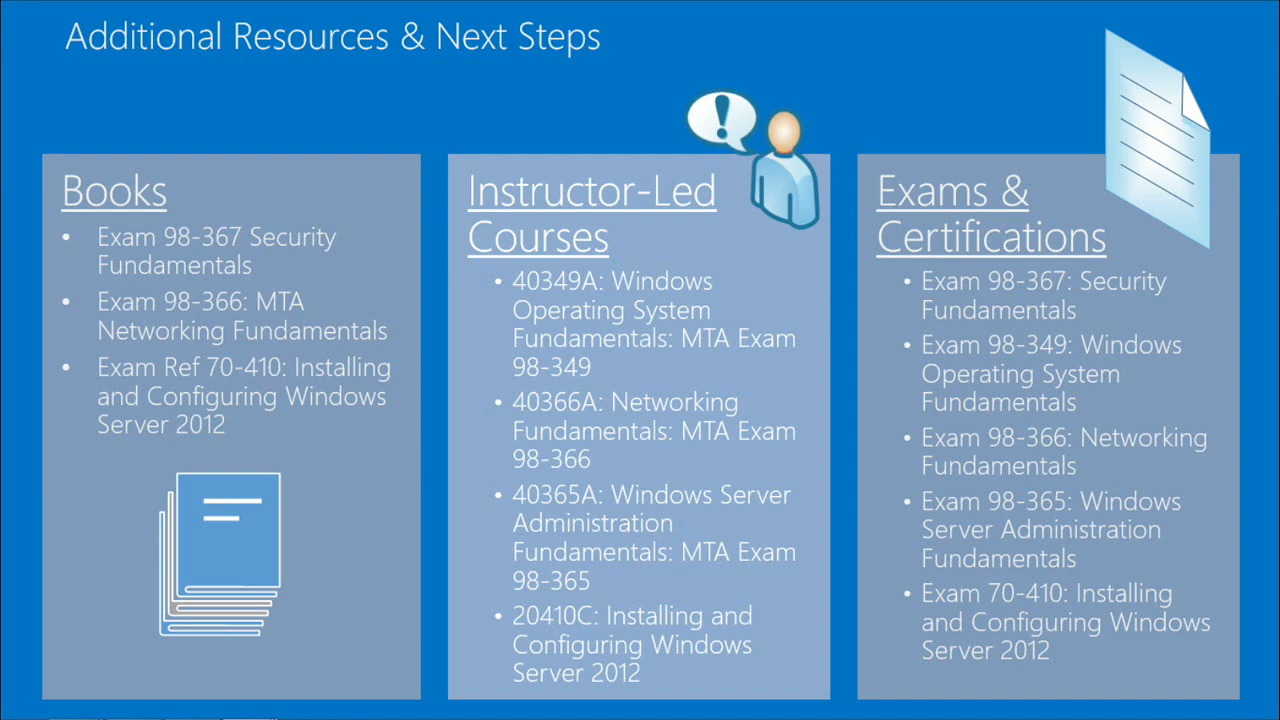 Additional Resources & Next Steps
Books
• Exam 98-367 Security
Fundamentals
• Exam 98-366: MTA
Networking Fundamentals
• Exam Ref 70-410: Installing
and Configuring Windows
Server 2012
Instructor-Led
Courses
• 40349A: Windows
Operating System
Fundamentals: MTA Exam
98-349
• 40366A: Networking
Fundamentals: MTA Exam
98-366
• 40365A: Windows Server
Administration
Fundamentals: MTA Exam
98-365
• 20410C: Installing and
Configuring Windows
Server 2012
Exams &
Certifications
• Exam 98-367: Security
Fundamentals
• Exam 98-349: Windows
Operating System
Fundamentals
• Exam 98-366: Networking
Fundamentals
• Exam 98-365: Windows
Server Administration
Fundamentals
• Exam 70-410: Installing
and Configuring Windows
Server 2012